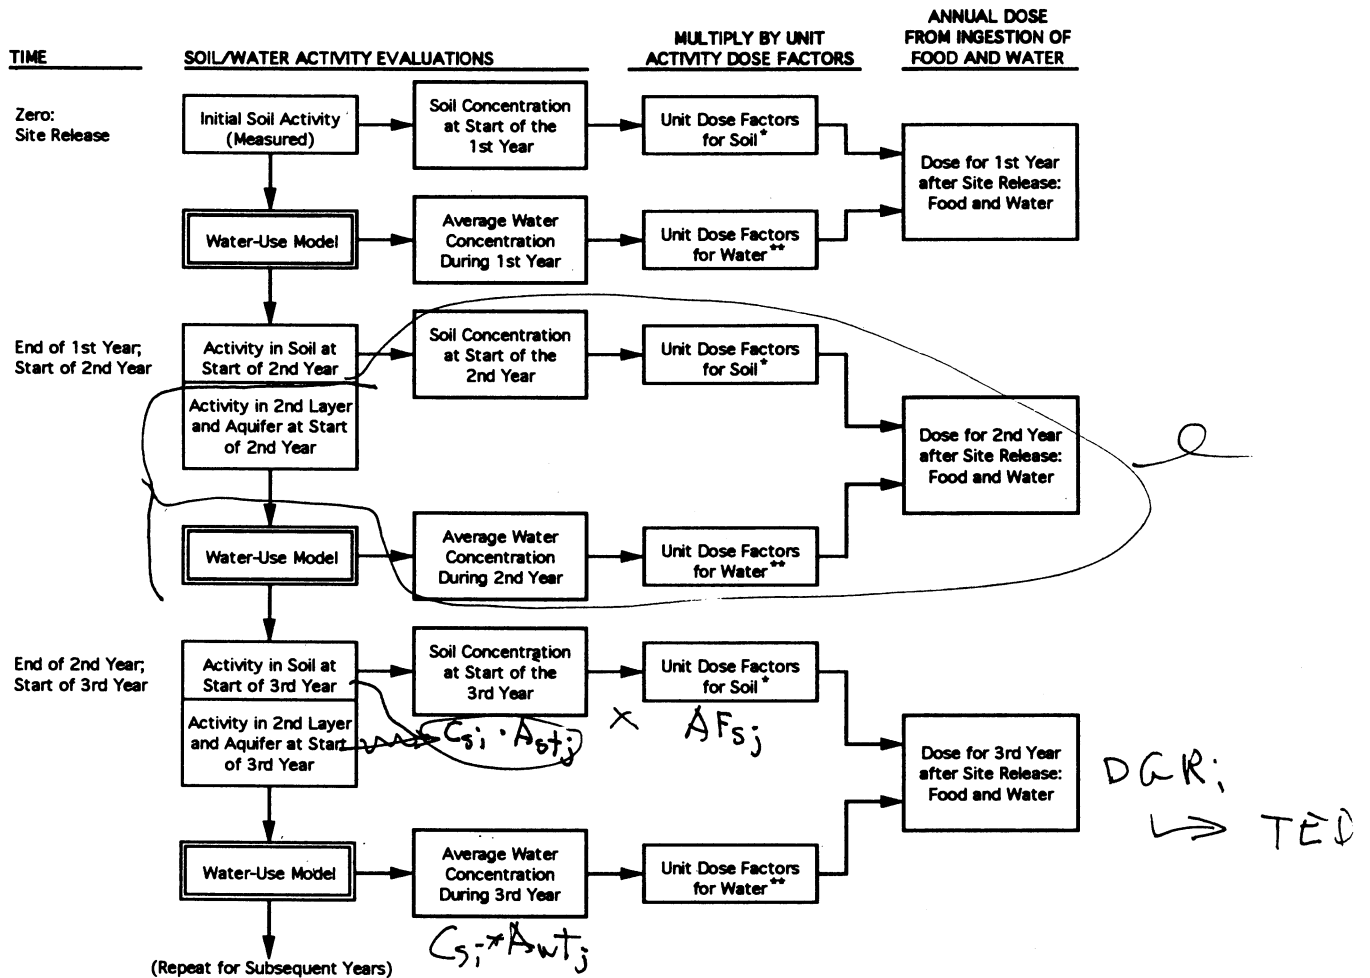 TIME
SOIL/WATER ACTIVITY EVALUATIONS
MULTIPLY BY UNIT
ACTIVITY DOSE FACTORS
ANNUAL DOSE
FROM INGESTION OF
FOOD AND WATER
Zero:
Site Release
Initial Soil Activity
(Measured)
Soil Concentration
at Start of the
1st Year
Unit Dose Factors
for Soil*
Dose for 1st Year
after Site Release:
Food and Water
Water-Use Model
Average Water
Concentration
During 1st Year
Unit Dose Factors
for Water**
End of 1st Year;
Start of 2nd Year
Activity in Soil at
Start of 2nd Year
Soil Concentration
at Start of the
2nd Year
Unit Dose Factors
for Soil*
Activity in 2nd Layer
and Aquifer at Start
of 2nd Year
Dose for 2nd Year
after Site Release:
Food and Water
Water-Use Model
Average Water
Concentration
During 2nd Year
Unit Dose Factors
for Water**
End of 2nd Year;
Start of 3rd Year
Activity in Soil at
Start of 3rd Year
Soil Concentration
at Start of the
3rd Year
Unit Dose Factors
for Soil*
Activity in 2nd Layer
and Aquifer at Start
of 3rd Year
Csi · Astj × AFsj
Dose for 3rd Year
after Site Release:
Food and Water
Water-Use Model
Average Water
Concentration
During 3rd Year
Unit Dose Factors
for Water**
Csi * Awtj
(Repeat for Subsequent Years)